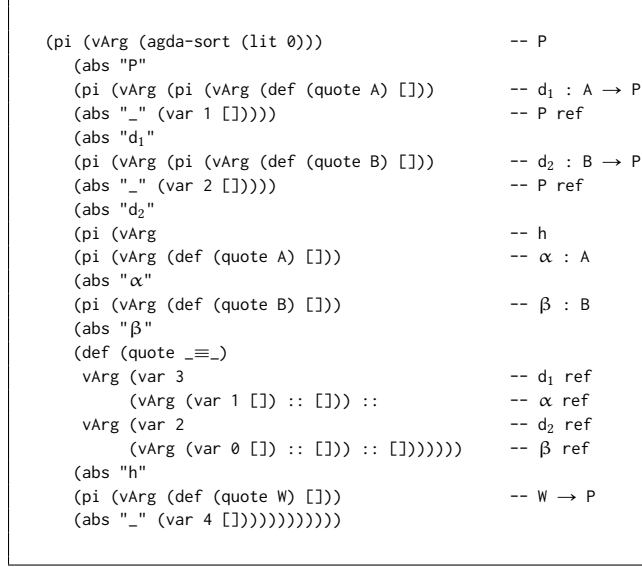 (pi (vArg (agda-sort (lit 0))) -- P
(abs "P"
(pi (vArg (pi (vArg (def (quote A) [])) -- d₁ : A → P
(abs "_" (var 1 [])))) -- P ref
(abs "d₁"
(pi (vArg (pi (vArg (def (quote B) [])) -- d₂ : B → P
(abs "_" (var 2 [])))) -- P ref
(abs "d₂"
(pi (vArg -- h
(pi (vArg (def (quote A) [])) -- α : A
(abs "α"
(pi (vArg (def (quote B) [])) -- β : B
(abs "β"
(def (quote _≡_)
vArg (var 3 -- d₁ ref
(vArg (var 1 []) :: [])) :: -- α ref
vArg (var 2 -- d₂ ref
(vArg (var 0 []) :: [])) :: [])))))) -- β ref
(abs "h"
(pi (vArg (def (quote W) [])) -- W → P
(abs "_" (var 4 [])))))))))))